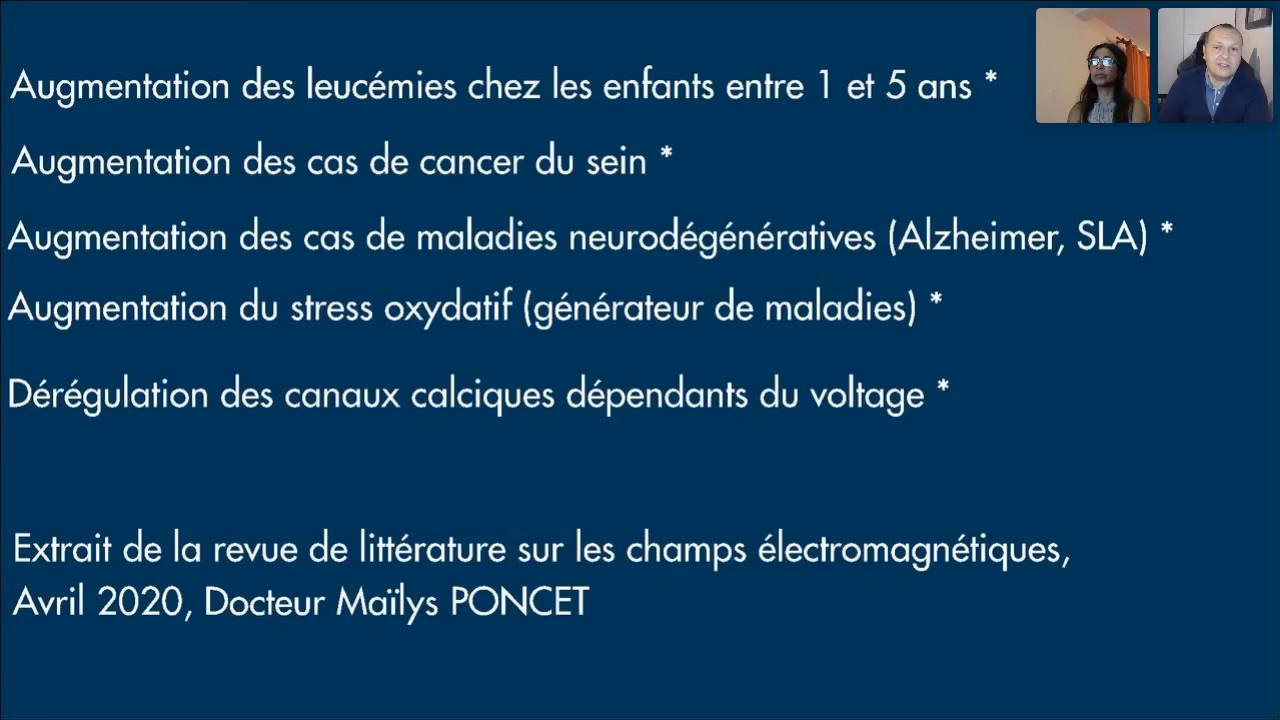 Augmentation des leucémies chez les enfants entre 1 et 5 ans *
Augmentation des cas de cancer du sein *
Augmentation des cas de maladies neurodégénératives (Alzheimer, SLA) *
Augmentation du stress oxydatif (générateur de maladies) *
Dérégulation des canaux calciques dépendants du voltage *
Extrait de la revue de littérature sur les champs électromagnétiques,
Avril 2020, Docteur Maïlys PONCET